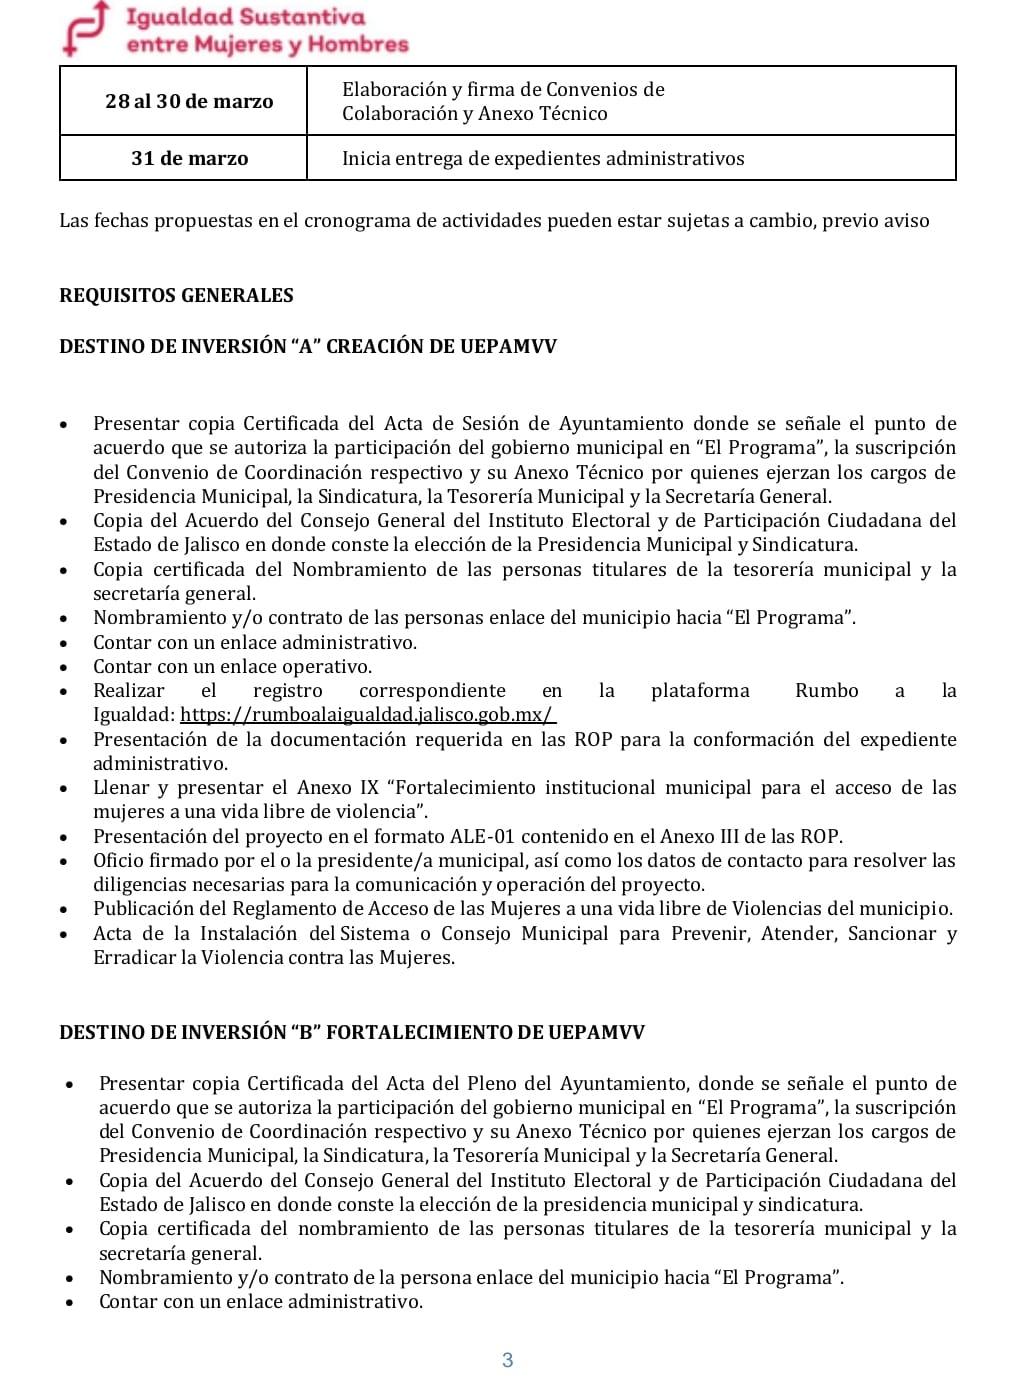 Igualdad Sustantiva
entre Mujeres y Hombres
28 al 30 de marzo
Elaboración y firma de Convenios de
Colaboración y Anexo Técnico
31 de marzo
Inicia entrega de expedientes administrativos
Las fechas propuestas en el cronograma de actividades pueden estar sujetas a cambio, previo aviso
REQUISITOS GENERALES
DESTINO DE INVERSIÓN “A” CREACIÓN DE UEPAMVV
• Presentar copia Certificada del Acta de Sesión de Ayuntamiento donde se señale el punto de
acuerdo que se autoriza la participación del gobierno municipal en “El Programa”, la suscripción
del Convenio de Coordinación respectivo y su Anexo Técnico por quienes ejerzan los cargos de
Presidencia Municipal, la Sindicatura, la Tesorería Municipal y la Secretaría General.
• Copia del Acuerdo del Consejo General del Instituto Electoral y de Participación Ciudadana del
Estado de Jalisco en donde conste la elección de la Presidencia Municipal y Sindicatura.
• Copia certificada del Nombramiento de las personas titulares de la tesorería municipal y la
secretaría general.
• Nombramiento y/o contrato de las personas enlace del municipio hacia “El Programa”.
• Contar con un enlace administrativo.
• Contar con un enlace operativo.
• Realizar el registro correspondiente en la plataforma Rumbo a la
Igualdad: https://rumboalaigualdad.jalisco.gob.mx/
• Presentación de la documentación requerida en las ROP para la conformación del expediente
administrativo.
• Llenar y presentar el Anexo IX “Fortalecimiento institucional municipal para el acceso de las
mujeres a una vida libre de violencia”.
• Presentación del proyecto en el formato ALE-01 contenido en el Anexo III de las ROP.
• Oficio firmado por el o la presidente/a municipal, así como los datos de contacto para resolver las
diligencias necesarias para la comunicación y operación del proyecto.
• Publicación del Reglamento de Acceso de las Mujeres a una vida libre de Violencias del municipio.
• Acta de la Instalación del Sistema o Consejo Municipal para Prevenir, Atender, Sancionar y
Erradicar la Violencia contra las Mujeres.
DESTINO DE INVERSIÓN “B” FORTALECIMIENTO DE UEPAMVV
• Presentar copia Certificada del Acta del Pleno del Ayuntamiento, donde se señale el punto de
acuerdo que se autoriza la participación del gobierno municipal en “El Programa”, la suscripción
del Convenio de Coordinación respectivo y su Anexo Técnico por quienes ejerzan los cargos de
Presidencia Municipal, la Sindicatura, la Tesorería Municipal y la Secretaría General.
• Copia del Acuerdo del Consejo General del Instituto Electoral y de Participación Ciudadana del
Estado de Jalisco en donde conste la elección de la presidencia municipal y sindicatura.
• Copia certificada del nombramiento de las personas titulares de la tesorería municipal y la
secretaría general.
• Nombramiento y/o contrato de la persona enlace del municipio hacia “El Programa”.
• Contar con un enlace administrativo.
3